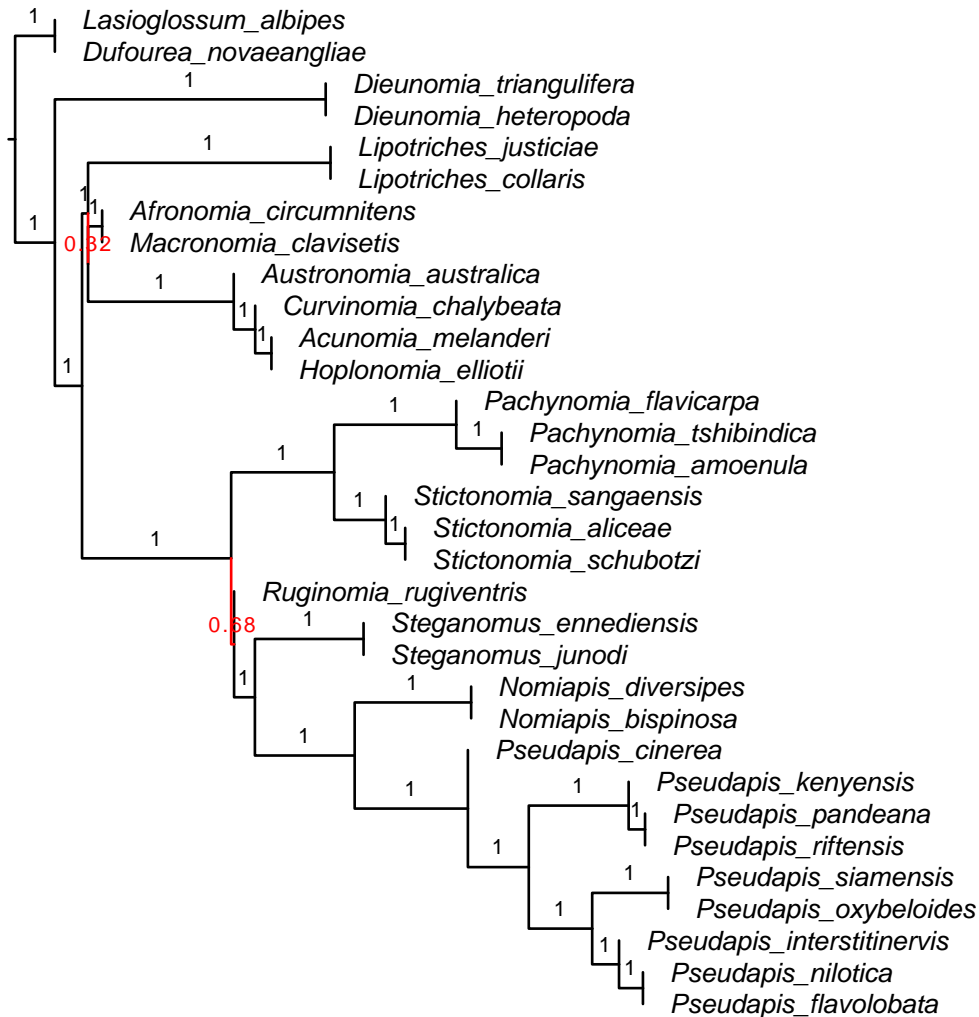 1
Lasioglossum_albipes
Dufourea_novaeangliae
1
Dieunomia_triangulifera
Dieunomia_heteropoda
1
Lipotriches_justiciae
Lipotriches_collaris
1
1
Afronomia_circumnitens
1
0.32
Macronomia_clavisetis
1
Austronomia_australica
1
Curvinomia_chalybeata
1
Acunomia_melanderi
1
Hoplonomia_elliotii
1
Pachynomia_flavicarpa
1
Pachynomia_tshibindica
1
Pachynomia_amoenula
1
Stictonomia_sangaensis
1
Stictonomia_aliceae
1
Stictonomia_schubotzi
Ruginomia_rugiventris
0.68
1
Steganomus_ennediensis
Steganomus_junodi
1
1
Nomiapis_diversipes
Nomiapis_bispinosa
1
Pseudapis_cinerea
1
1
Pseudapis_kenyensis
1
Pseudapis_pandeana
Pseudapis_riftensis
1
1
Pseudapis_siamensis
Pseudapis_oxybeloides
1
1
Pseudapis_interstitinervis
1
Pseudapis_nilotica
Pseudapis_flavolobata